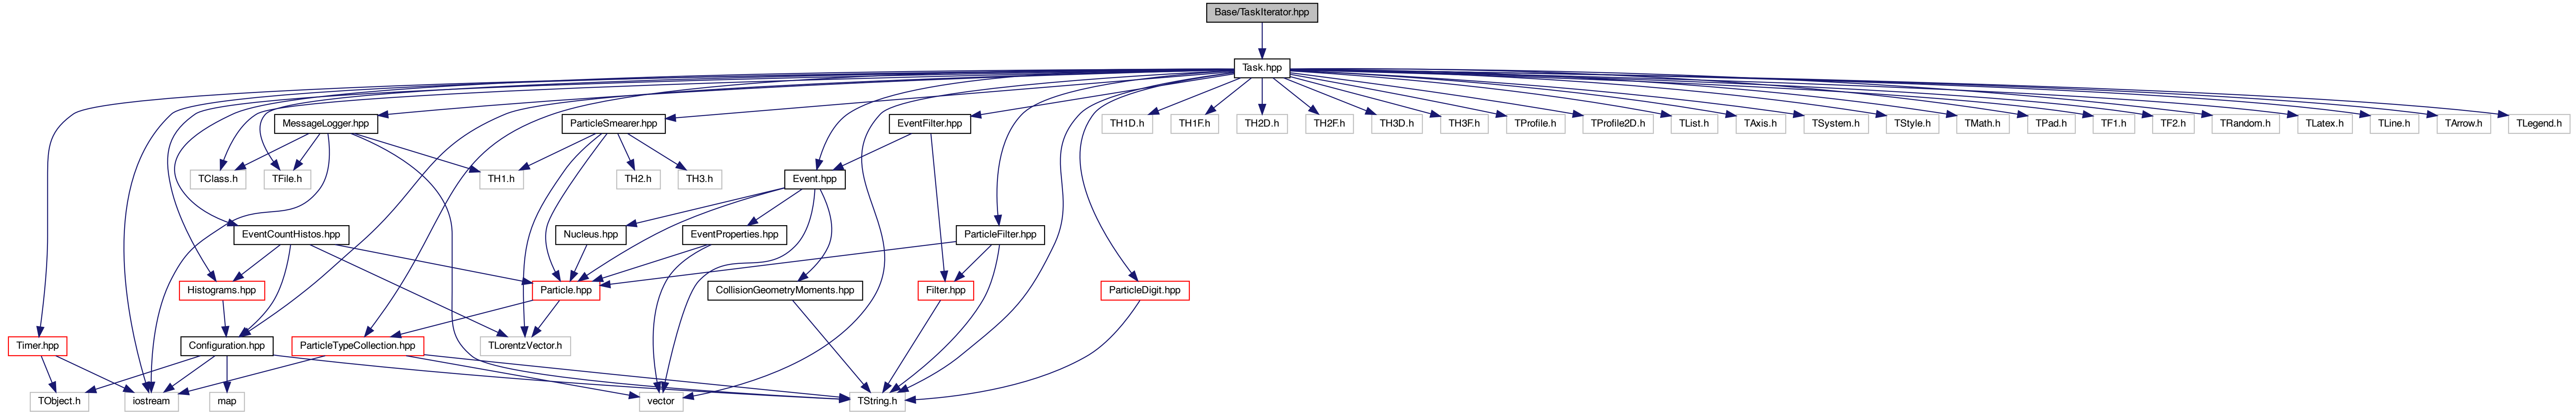 Base/TaskIterator.hpp
Task.hpp
MessageLogger.hpp
ParticleSmearer.hpp
EventFilter.hpp
TH1D.h
TH1F.h
TH2D.h
TH2F.h
TH3D.h
TH3F.h
TProfile.h
TProfile2D.h
TList.h
TAxis.h
TSystem.h
TStyle.h
TMath.h
TPad.h
TF1.h
TF2.h
TRandom.h
TLatex.h
TLine.h
TArrow.h
TLegend.h
TClass.h
TFile.h
TH1.h
TH2.h
TH3.h
Event.hpp
EventCountHistos.hpp
Nucleus.hpp
EventProperties.hpp
ParticleFilter.hpp
Histograms.hpp
Particle.hpp
CollisionGeometryMoments.hpp
Filter.hpp
ParticleDigit.hpp
Timer.hpp
Configuration.hpp
ParticleTypeCollection.hpp
TLorentzVector.h
TObject.h
iostream
map
vector
TString.h